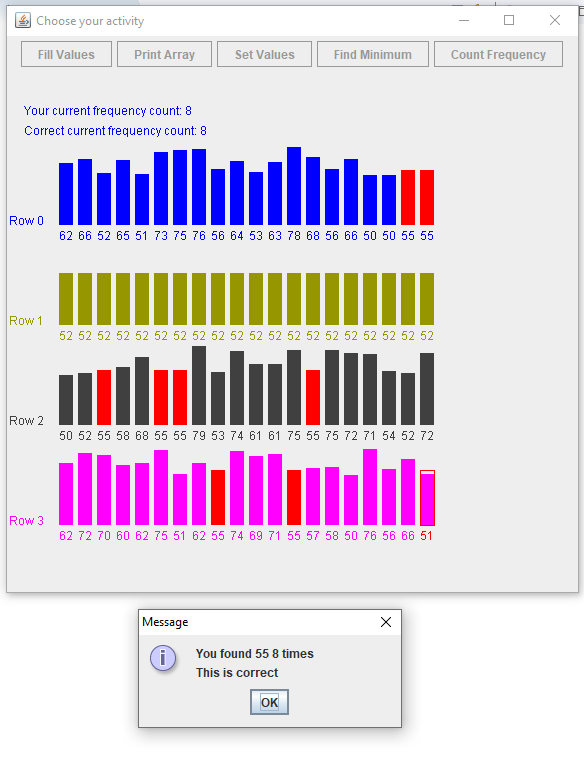 Choose your activity
Fill Values Print Array Set Values Find Minimum Count Frequency
Your current frequency count: 8
Correct current frequency count: 8
Row 0
62 66 52 65 51 73 75 76 56 64 53 63 78 68 56 66 50 50 55 55
Row 1
52 52 52 52 52 52 52 52 52 52 52 52 52 52 52 52 52 52 52 52
Row 2
50 52 55 58 68 55 55 79 53 74 61 61 75 55 75 72 71 54 52 72
Row 3
62 72 70 60 62 75 51 62 55 74 69 71 55 57 58 50 76 56 66 51
Message
You found 55 8 times
This is correct
OK